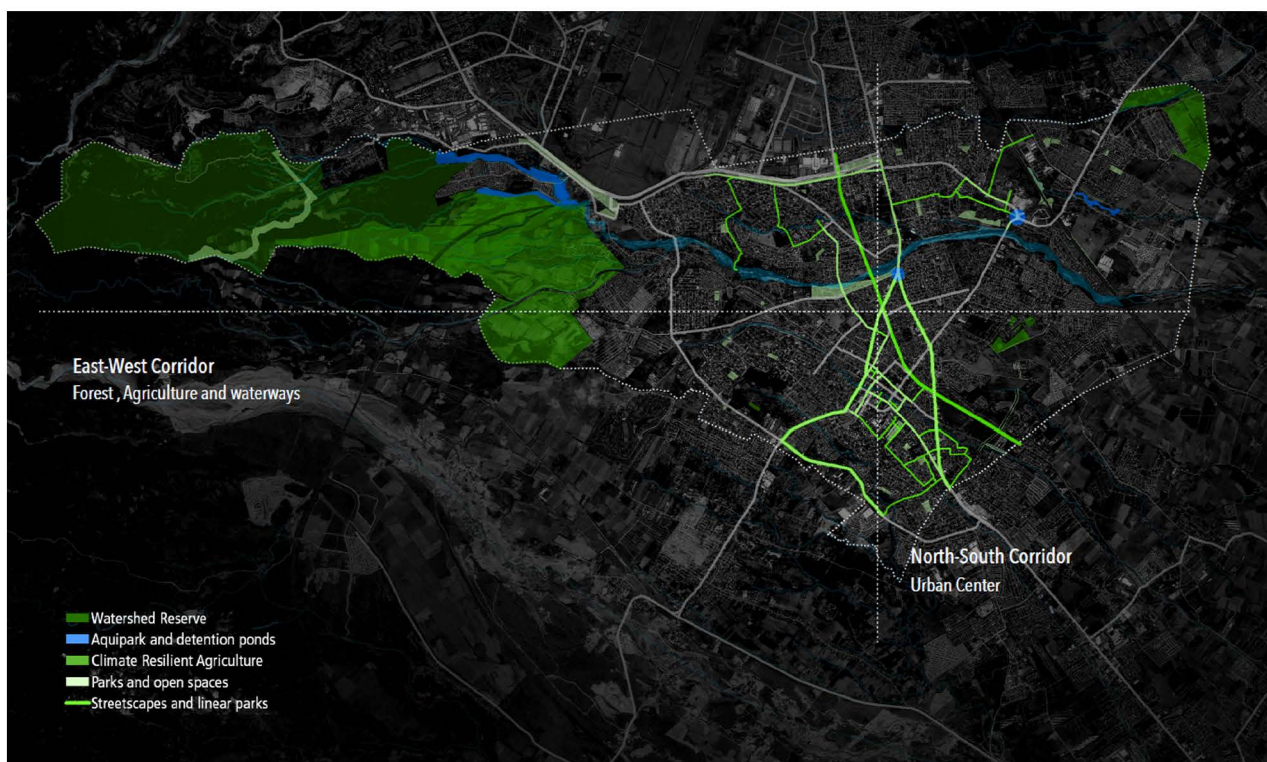 East-West Corridor
Forest , Agriculture and waterways
North-South Corridor
Urban Center
Watershed Reserve
Aquipark and detention ponds
Climate Resilient Agriculture
Parks and open spaces
Streetscapes and linear parks